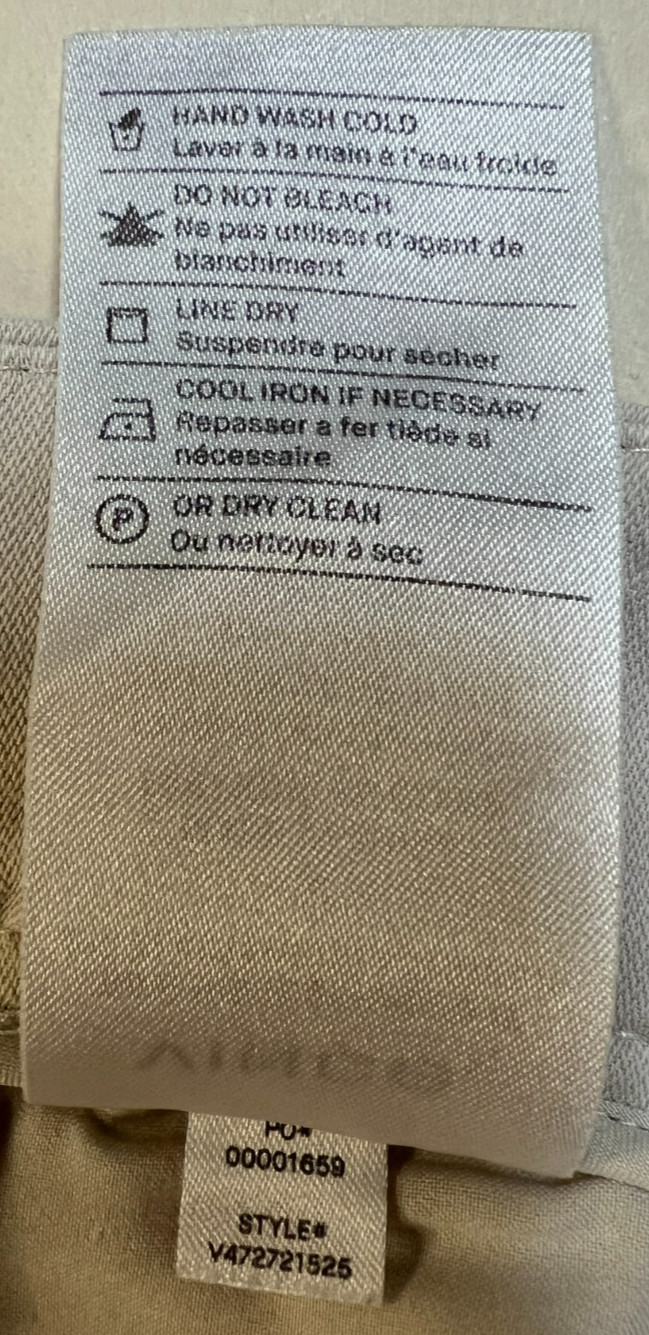 HAND WASH COLD
Laver à la main à l'eau froide
DO NOT BLEACH
Ne pas utiliser d'agent de
blanchiment
LINE DRY
Suspendre pour sécher
COOL IRON IF NECESSARY
Repasser a fer tiède si
nécessaire
P
OR DRY CLEAN
Ou nettoyer à sec
PO#
00001659
STYLE#
V472721525